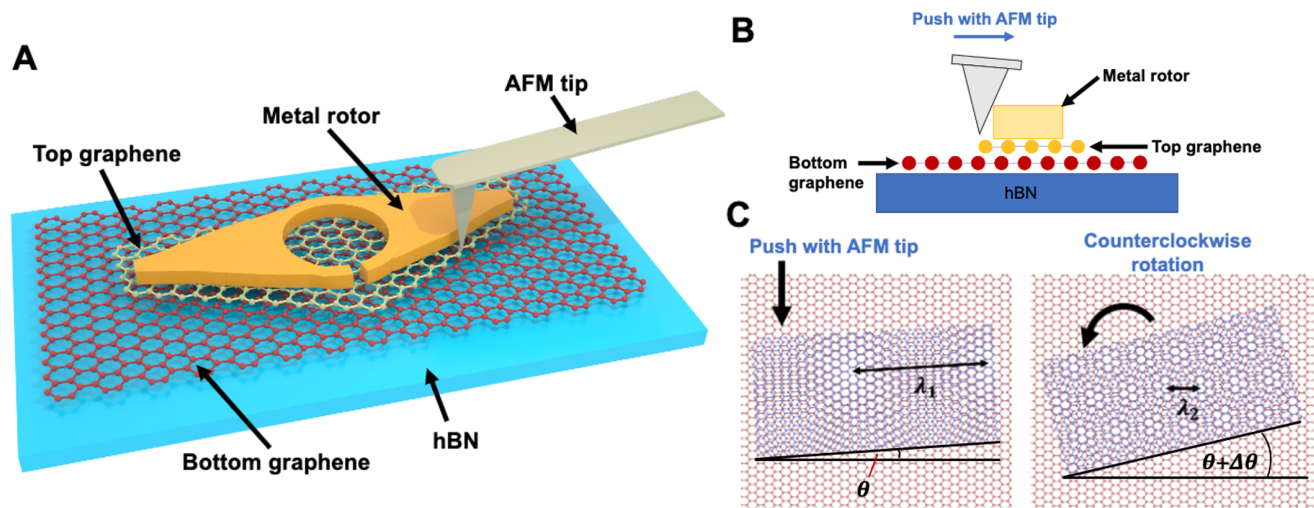 A
AFM tip
Metal rotor
Top graphene
Bottom graphene
hBN
B
Push with AFM tip
Metal rotor
Top graphene
Bottom
graphene
hBN
C
Push with AFM tip
λ₁
θ
Counterclockwise
rotation
λ₂
θ+Δθ